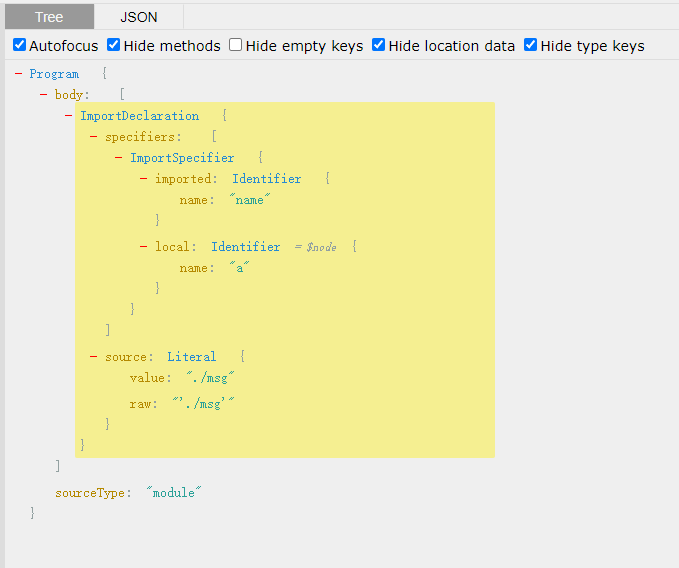 Tree JSON
Autofocus Hide methods Hide empty keys Hide location data Hide type keys
- Program {
- body: [
- ImportDeclaration {
- specifiers: [
- ImportSpecifier {
- imported: Identifier {
name: "name"
}
- local: Identifier = $node {
name: "a"
}
}
]
- source: Literal {
value: "./msg"
raw: "'./msg'"
}
}
]
sourceType: "module"
}